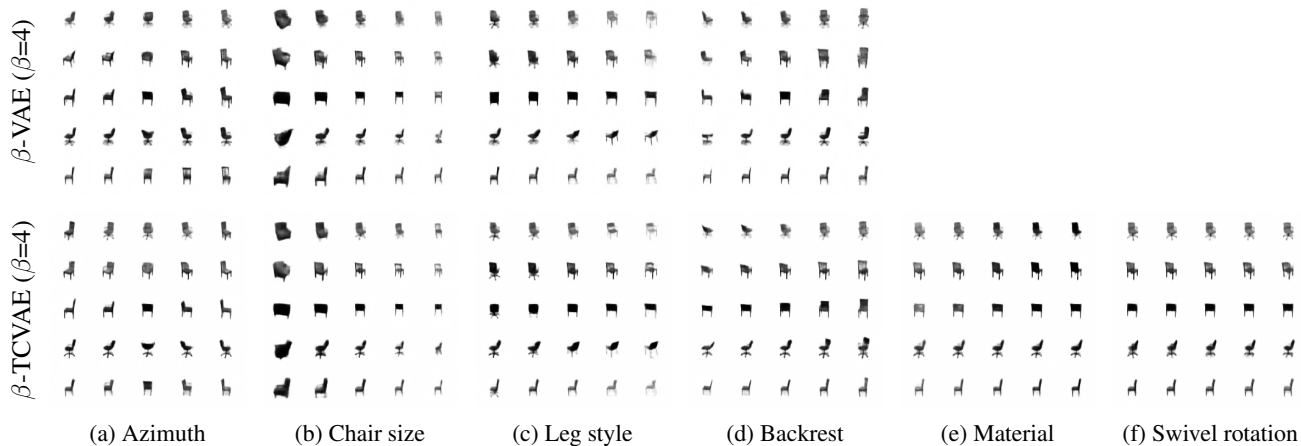 β-VAE (β=4)
β-TCVAE (β=4)
(a) Azimuth
(b) Chair size
(c) Leg style
(d) Backrest
(e) Material
(f) Swivel rotation